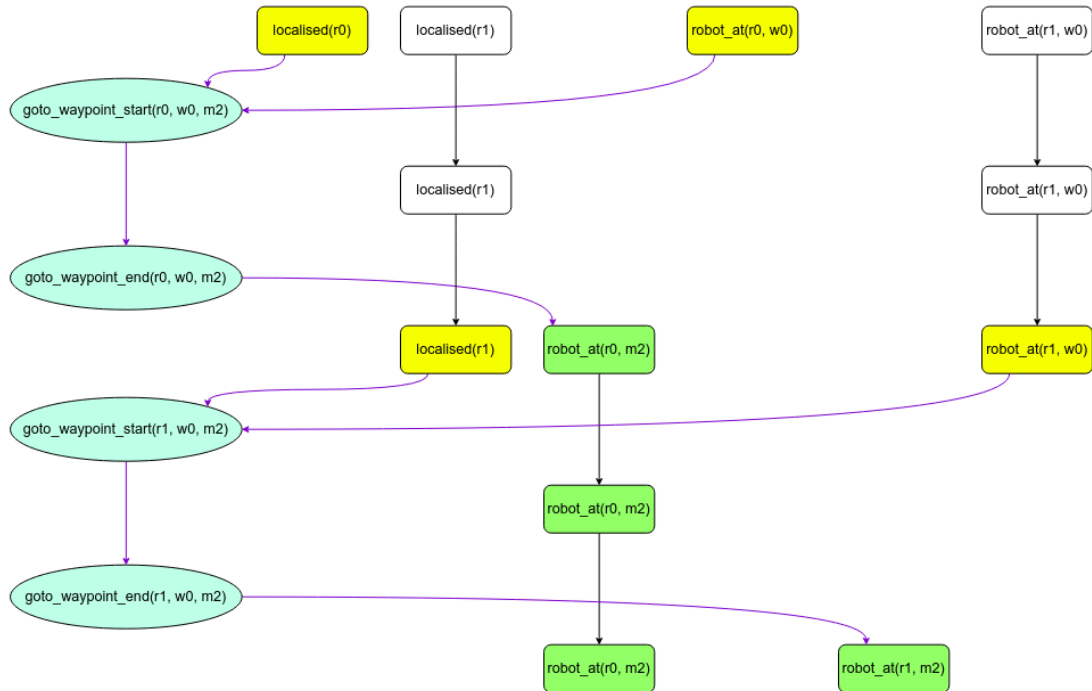 localised(r0)
localised(r1)
robot_at(r0, w0)
robot_at(r1, w0)
goto_waypoint_start(r0, w0, m2)
localised(r1)
robot_at(r1, w0)
goto_waypoint_end(r0, w0, m2)
localised(r1)
robot_at(r0, m2)
robot_at(r1, w0)
goto_waypoint_start(r1, w0, m2)
robot_at(r0, m2)
goto_waypoint_end(r1, w0, m2)
robot_at(r0, m2)
robot_at(r1, m2)